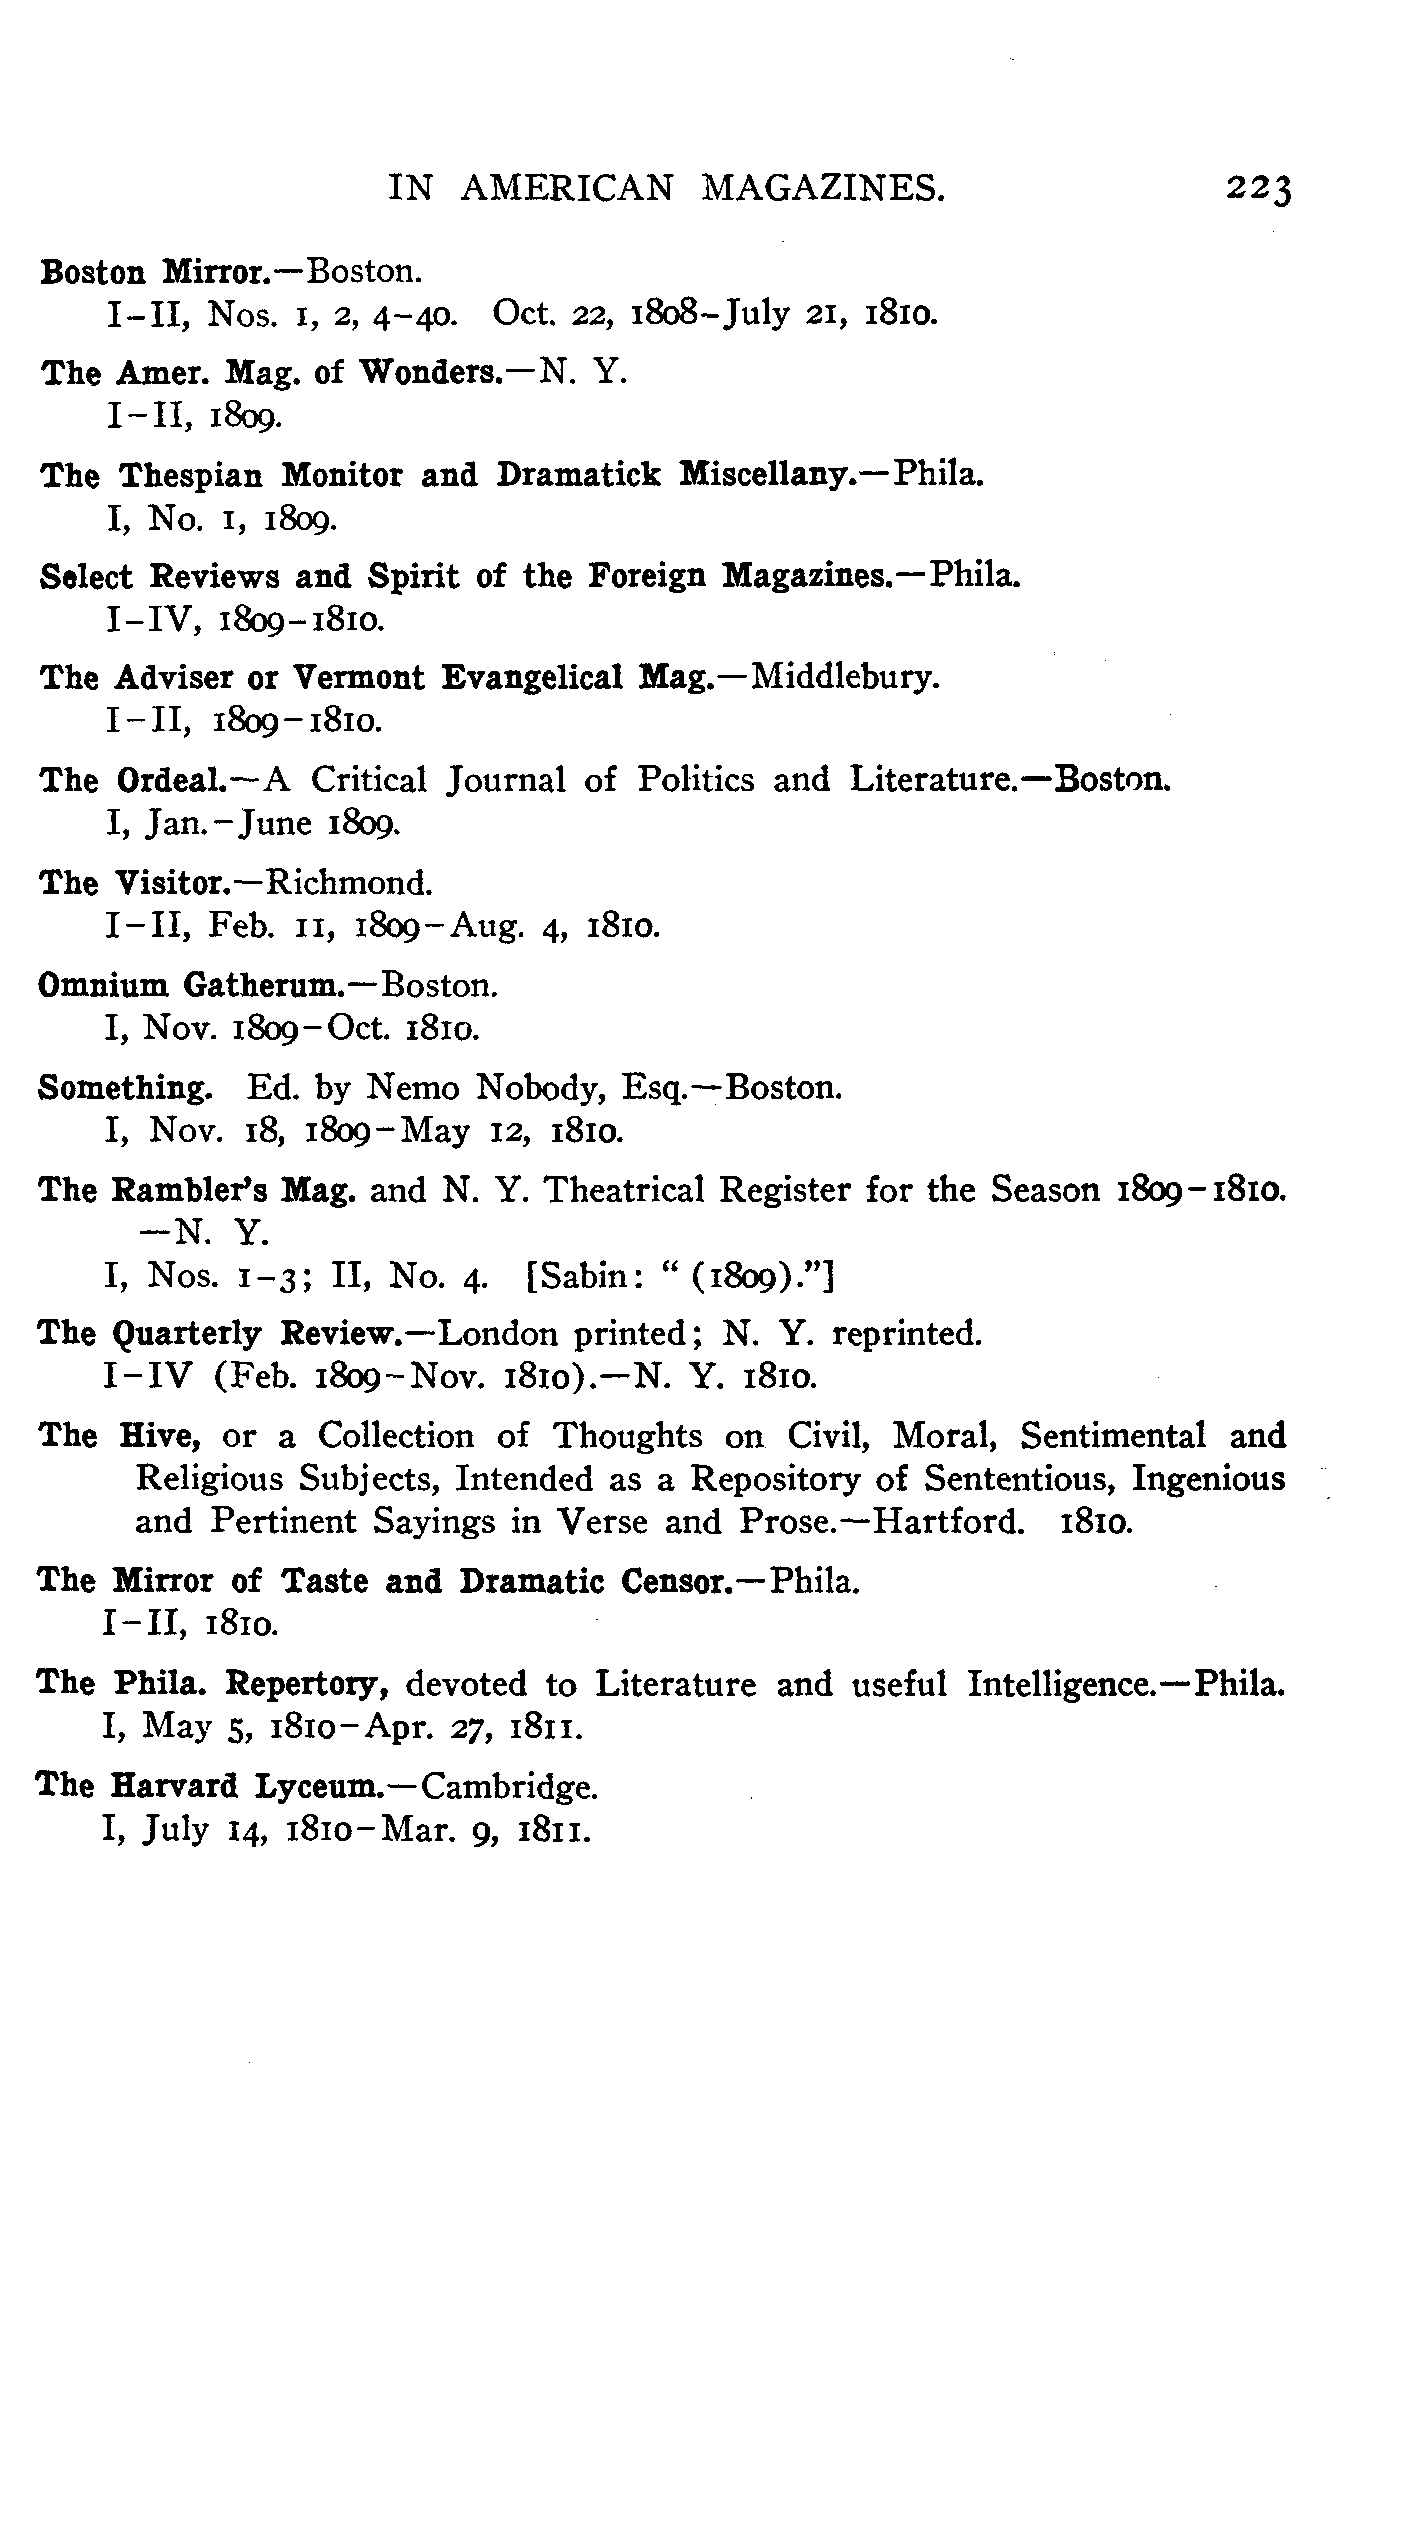 IN AMERICAN MAGAZINES. 223
Boston Mirror.—Boston.
I–II, Nos. 1, 2, 4–40. Oct. 22, 1808–July 21, 1810.
The Amer. Mag. of Wonders.—N. Y.
I–II, 1809.
The Thespian Monitor and Dramatick Miscellany.—Phila.
I, No. 1, 1809.
Select Reviews and Spirit of the Foreign Magazines.—Phila.
I–IV, 1809–1810.
The Adviser or Vermont Evangelical Mag.—Middlebury.
I–II, 1809–1810.
The Ordeal.—A Critical Journal of Politics and Literature.—Boston.
I, Jan.–June 1809.
The Visitor.—Richmond.
I–II, Feb. 11, 1809–Aug. 4, 1810.
Omnium Gatherum.—Boston.
I, Nov. 1809–Oct. 1810.
Something. Ed. by Nemo Nobody, Esq.—Boston.
I, Nov. 18, 1809–May 12, 1810.
The Rambler's Mag. and N. Y. Theatrical Register for the Season 1809–1810.
—N. Y.
I, Nos. 1–3; II, No. 4. [Sabin: “ (1809).”]
The Quarterly Review.—London printed; N. Y. reprinted.
I–IV (Feb. 1809–Nov. 1810).—N. Y. 1810.
The Hive, or a Collection of Thoughts on Civil, Moral, Sentimental and
Religious Subjects, Intended as a Repository of Sententious, Ingenious
and Pertinent Sayings in Verse and Prose.—Hartford. 1810.
The Mirror of Taste and Dramatic Censor.—Phila.
I–II, 1810.
The Phila. Repertory, devoted to Literature and useful Intelligence.—Phila.
I, May 5, 1810–Apr. 27, 1811.
The Harvard Lyceum.—Cambridge.
I, July 14, 1810–Mar. 9, 1811.